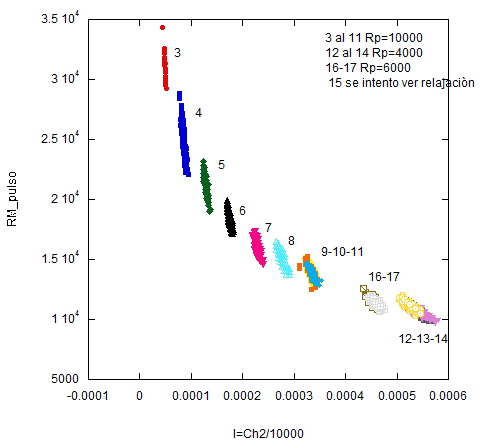 3.5 10⁴
3 10⁴
2.5 10⁴
2 10⁴
1.5 10⁴
1 10⁴
5000
RM_pulso
3 al 11 Rp=10000
12 al 14 Rp=4000
16-17 Rp=6000
15 se intento ver relajaciòn
3
4
5
6
7
8
9-10-11
16-17
12-13-14
-0.0001 0 0.0001 0.0002 0.0003 0.0004 0.0005 0.0006
I=Ch2/10000